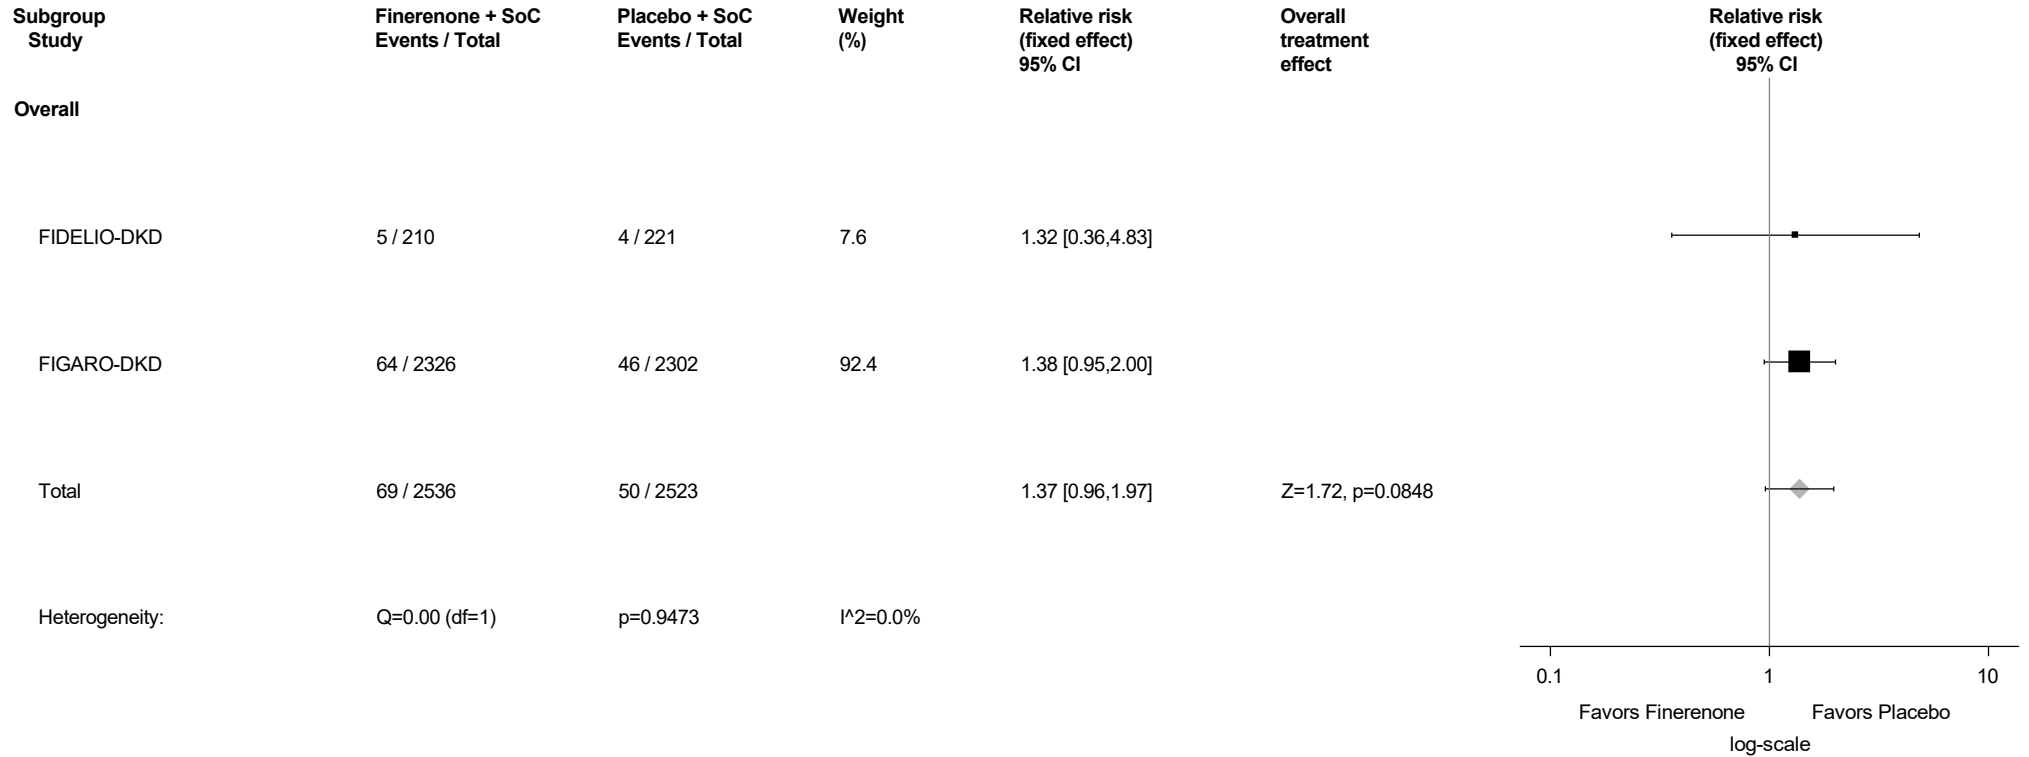 Subgroup Finerenone + SoC Placebo + SoC Weight Relative risk Overall Relative risk
Study Events / Total Events / Total (%) (fixed effect) treatment (fixed effect)
95% CI effect 95% CI
Overall
FIDELIO-DKD 5 / 210 4 / 221 7.6 1.32 [0.36,4.83]
FIGARO-DKD 64 / 2326 46 / 2302 92.4 1.38 [0.95,2.00]
Total 69 / 2536 50 / 2523 1.37 [0.96,1.97] Z=1.72, p=0.0848
Heterogeneity: Q=0.00 (df=1) p=0.9473 I^2=0.0%
0.1 1 10
Favors Finerenone Favors Placebo
log-scale